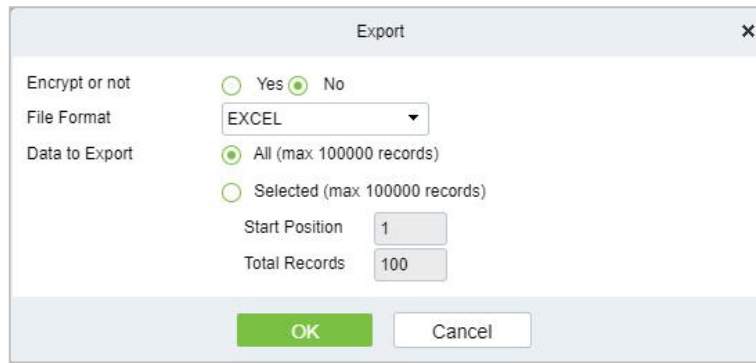 Export
Encrypt or not Yes No
File Format EXCEL
Data to Export All (max 100000 records)
Selected (max 100000 records)
Start Position 1
Total Records 100
OK Cancel